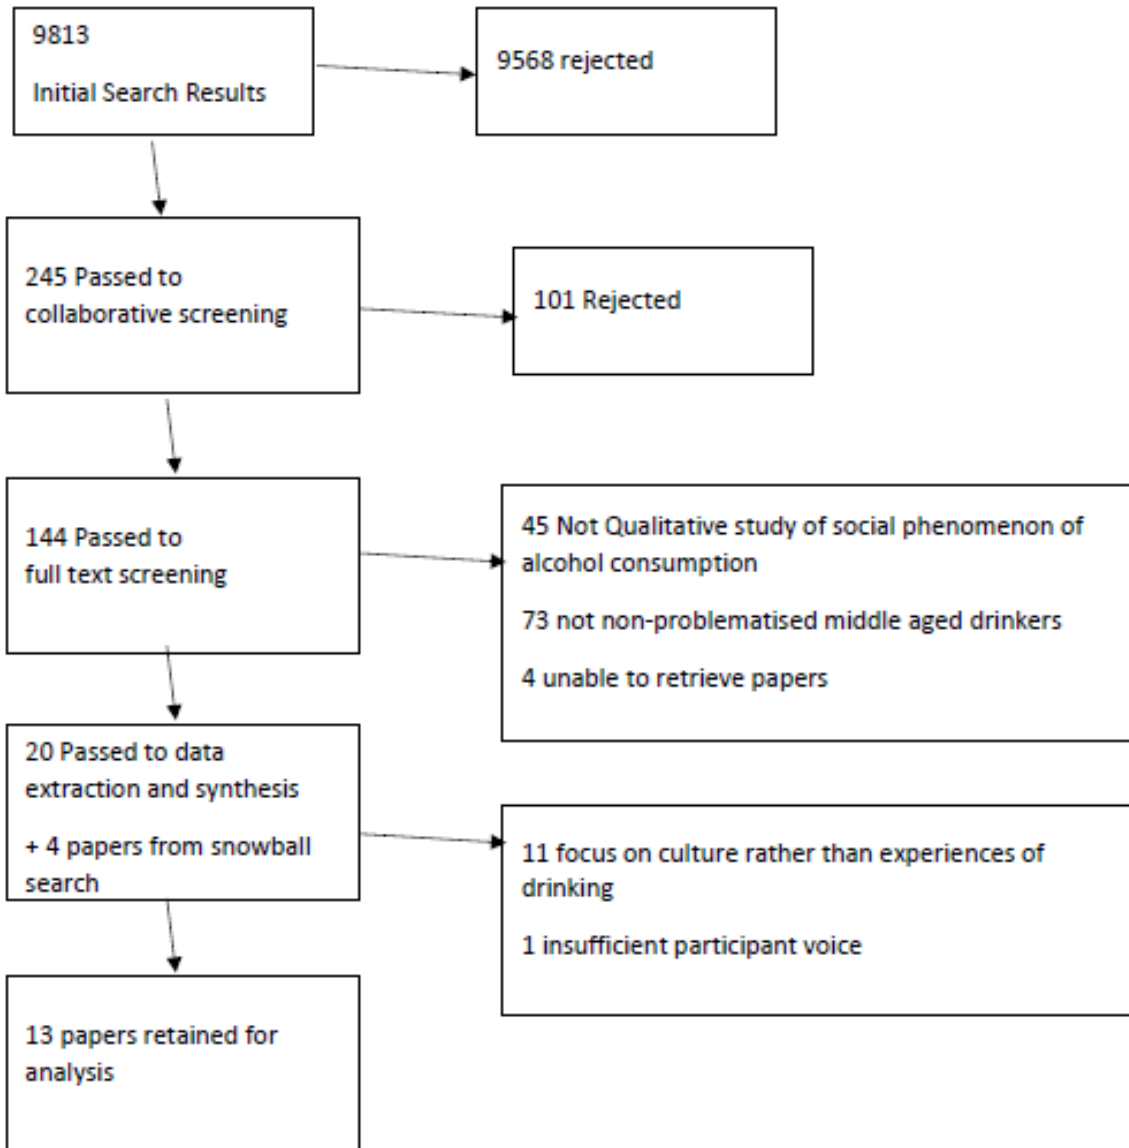 9813
Initial Search Results
9568 rejected
245 Passed to
collaborative screening
101 Rejected
144 Passed to
full text screening
45 Not Qualitative study of social phenomenon of
alcohol consumption
73 not non-problematised middle aged drinkers
4 unable to retrieve papers
20 Passed to data
extraction and synthesis
+ 4 papers from snowball
search
11 focus on culture rather than experiences of
drinking
1 insufficient participant voice
13 papers retained for
analysis